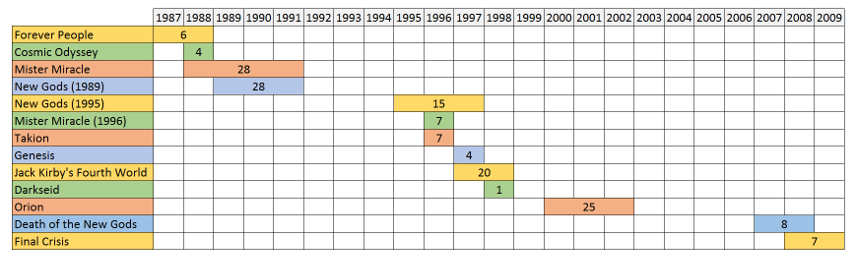 1987 1988 1989 1990 1991 1992 1993 1994 1995 1996 1997 1998 1999 2000 2001 2002 2003 2004 2005 2006 2007 2008 2009
Forever People 6
Cosmic Odyssey 4
Mister Miracle 28
New Gods (1989) 28
New Gods (1995) 15
Mister Miracle (1996) 7
Takion 7
Genesis 4
Jack Kirby's Fourth World 20
Darkseid 1
Orion 25
Death of the New Gods 8
Final Crisis 7